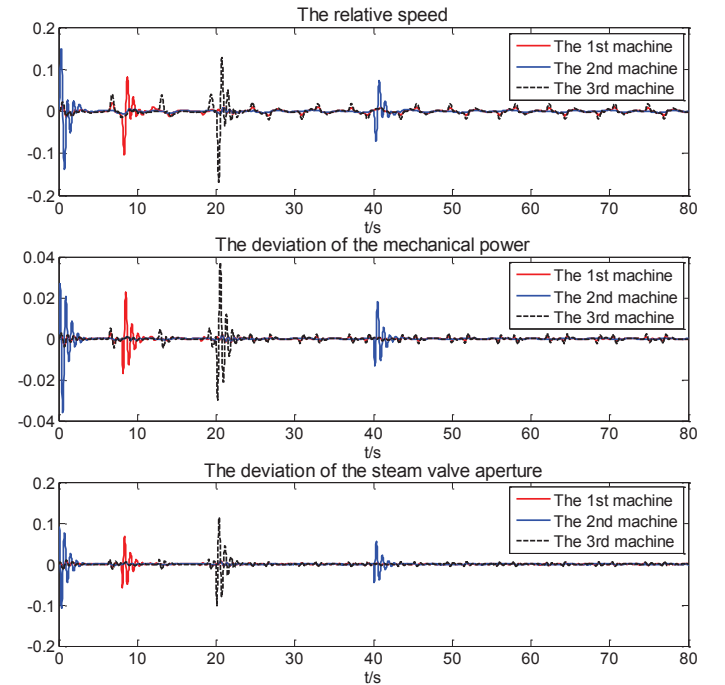 The relative speed
0.2
0.1
0
-0.1
-0.2
The 1st machine
The 2nd machine
The 3rd machine
0 10 20 30 40 50 60 70 80
t/s
The deviation of the mechanical power
0.04
0.02
0
-0.02
-0.04
The 1st machine
The 2nd machine
The 3rd machine
0 10 20 30 40 50 60 70 80
t/s
The deviation of the steam valve aperture
0.2
0.1
0
-0.1
-0.2
The 1st machine
The 2nd machine
The 3rd machine
0 10 20 30 40 50 60 70 80
t/s